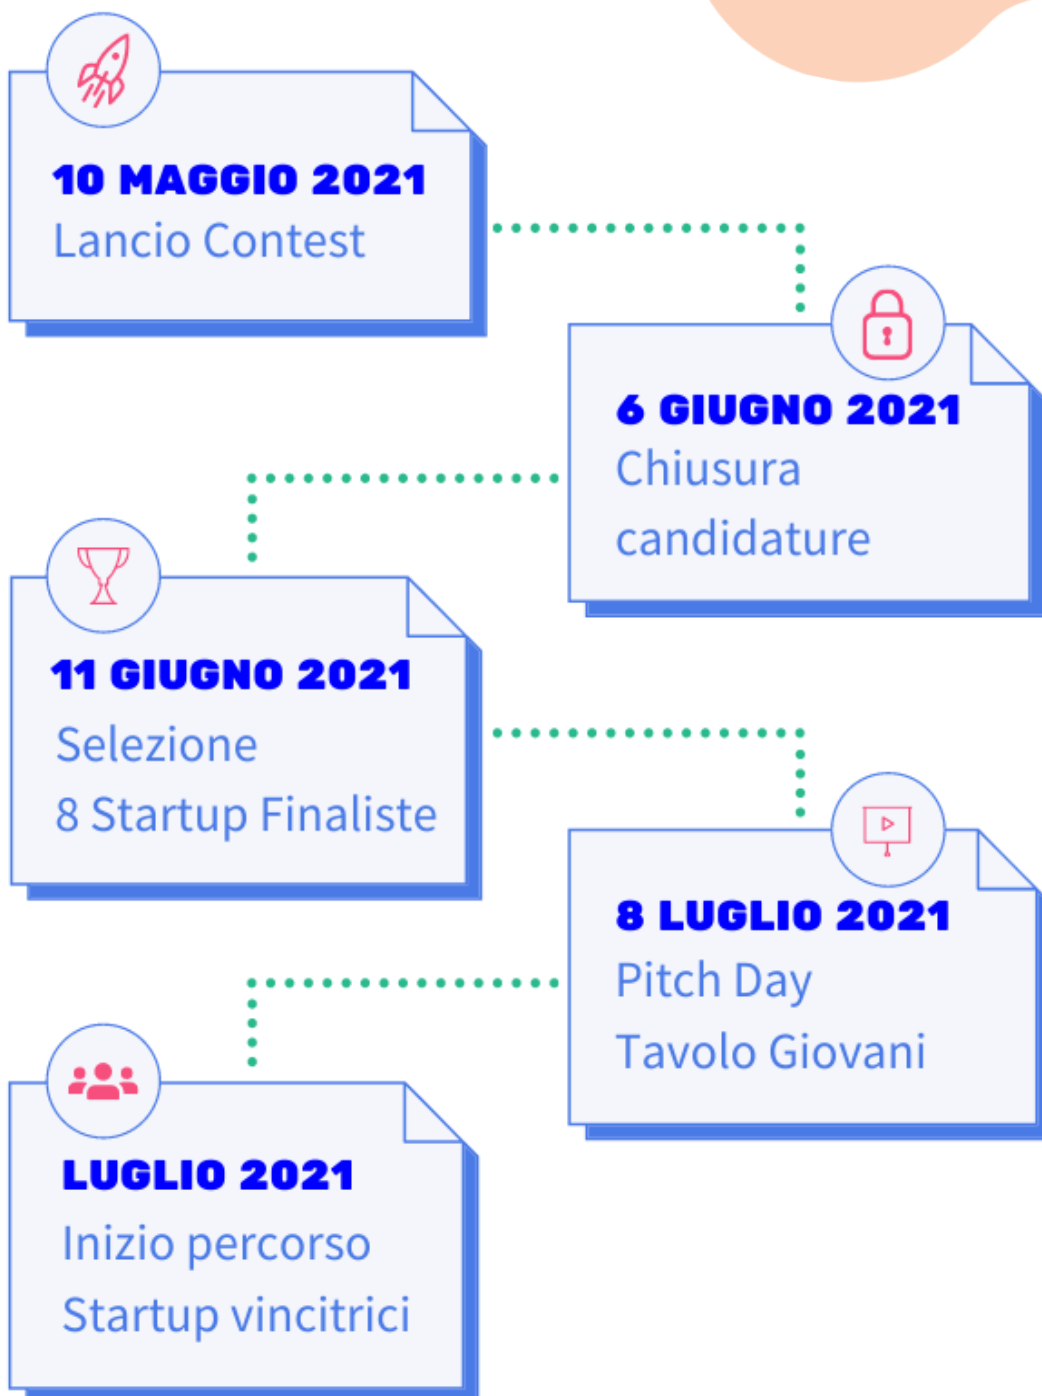 10 MAGGIO 2021
Lancio Contest
6 GIUGNO 2021
Chiusura
candidature
11 GIUGNO 2021
Selezione
8 Startup Finaliste
8 LUGLIO 2021
Pitch Day
Tavolo Giovani
LUGLIO 2021
Inizio percorso
Startup vincitrici